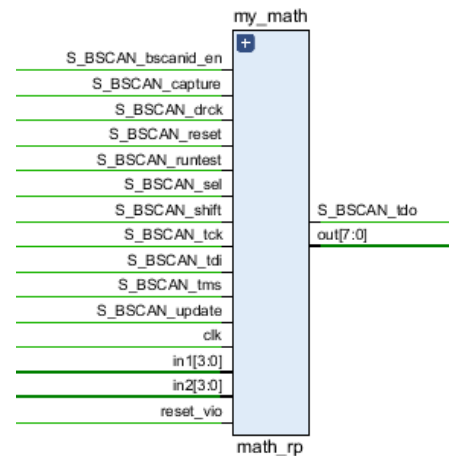 my_math
S_BSCAN_bscanid_en
S_BSCAN_capture
S_BSCAN_drck
S_BSCAN_reset
S_BSCAN_runtest
S_BSCAN_sel
S_BSCAN_shift
S_BSCAN_tck
S_BSCAN_tdi
S_BSCAN_tms
S_BSCAN_update
clk
in1[3:0]
in2[3:0]
reset_vio
S_BSCAN_tdo
out[7:0]
math_rp